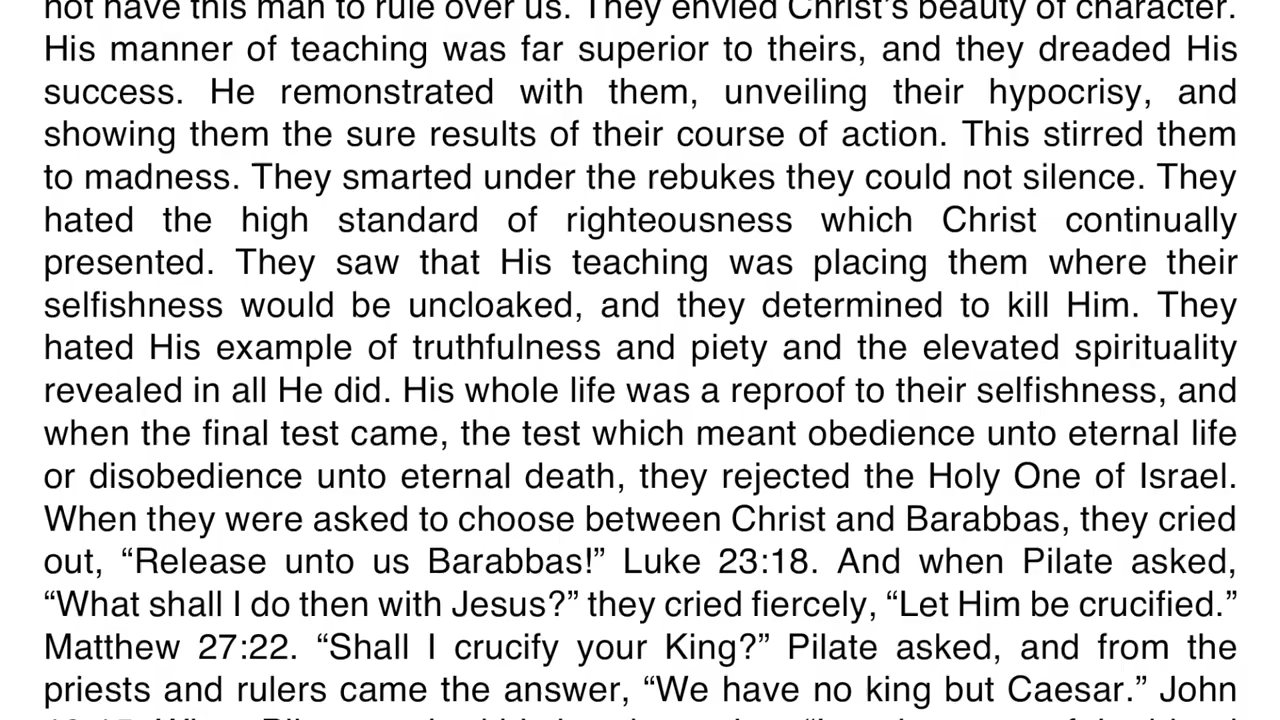 not have this man to rule over us. They envied Christ's beauty of character.
His manner of teaching was far superior to theirs, and they dreaded His
success. He remonstrated with them, unveiling their hypocrisy, and
showing them the sure results of their course of action. This stirred them
to madness. They smarted under the rebukes they could not silence. They
hated the high standard of righteousness which Christ continually
presented. They saw that His teaching was placing them where their
selfishness would be uncloaked, and they determined to kill Him. They
hated His example of truthfulness and piety and the elevated spirituality
revealed in all He did. His whole life was a reproof to their selfishness, and
when the final test came, the test which meant obedience unto eternal life
or disobedience unto eternal death, they rejected the Holy One of Israel.
When they were asked to choose between Christ and Barabbas, they cried
out, “Release unto us Barabbas!” Luke 23:18. And when Pilate asked,
“What shall I do then with Jesus?” they cried fiercely, “Let Him be crucified.”
Matthew 27:22. “Shall I crucify your King?” Pilate asked, and from the
priests and rulers came the answer, “We have no king but Caesar.” John